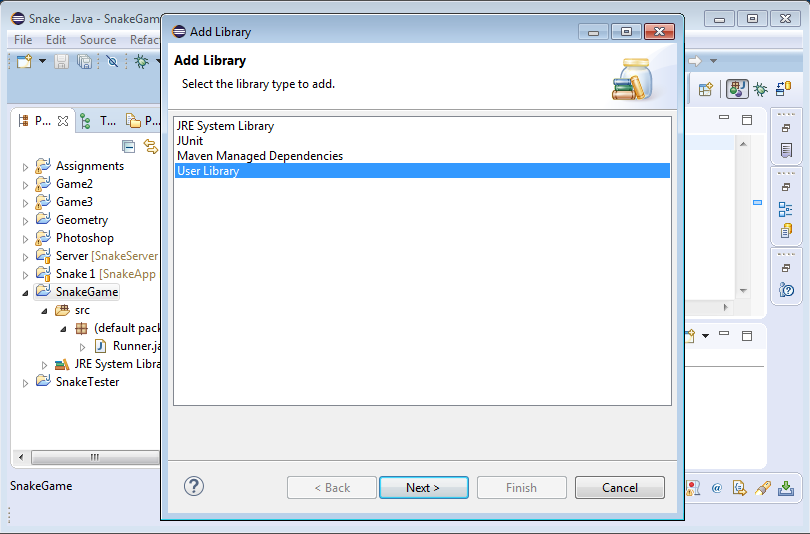 Snake - Java - SnakeGam
File Edit Source Refac
P...
T...
P...
Assignments
Game2
Game3
Geometry
Photoshop
Server [SnakeServer
Snake1 [SnakeApp
SnakeGame
src
(default pack
Runner.ja
JRE System Libra
SnakeTester
SnakeGame
Add Library
Add Library
Select the library type to add.
JRE System Library
JUnit
Maven Managed Dependencies
User Library
?
< Back Next > Finish Cancel
@